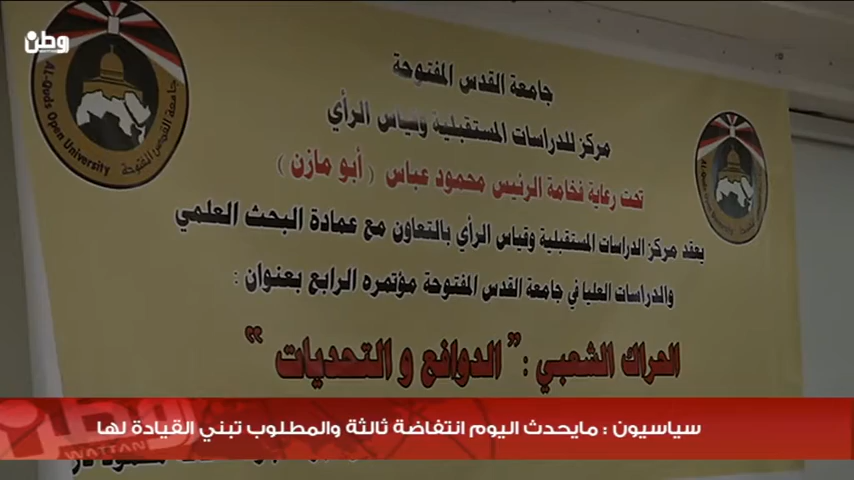 وطن
جامعة القدس المفتوحة
مركز للدراسات المستقبلية وقياس الرأي
تحت رعاية فخامة الرئيس محمود عباس ( أبو مازن )
يعقد مركز الدراسات المستقبلية وقياس الرأي بالتعاون مع عمادة البحث العلمي
والدراسات العليا في جامعة القدس المفتوحة مؤتمره الرابع بعنوان :
الحراك الشعبي : " الدوافع و التحديات "
Al-Quds Open University
جامعة القدس المفتوحة
سياسيون : مايحدث اليوم انتفاضة ثالثة والمطلوب تبني القيادة لها
وطن
WATTAN